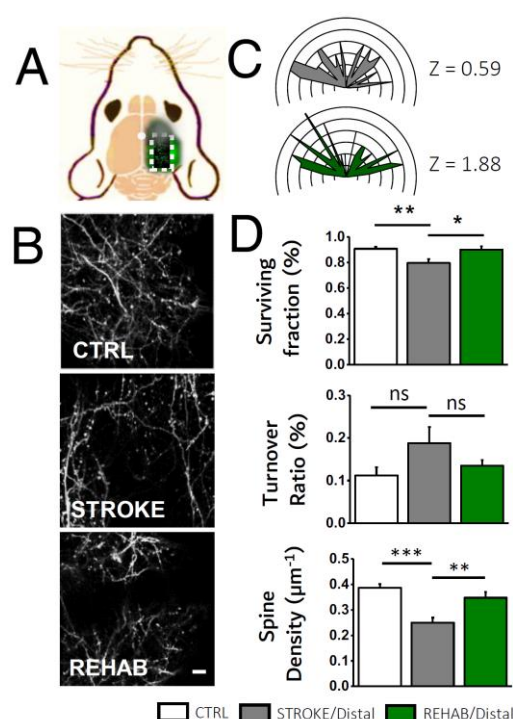 A
B
CTRL
STROKE
REHAB
C
Z = 0.59
Z = 1.88
D
** *
Surviving
fraction (%)
1.0
0.8
0.6
0.4
0.2
0.0
ns ns
Turnover
Ratio (%)
0.3
0.2
0.1
0.0
*** **
Spine
Density (μm⁻¹)
0.5
0.4
0.3
0.2
0.1
0.0
CTRL STROKE/Distal REHAB/Distal